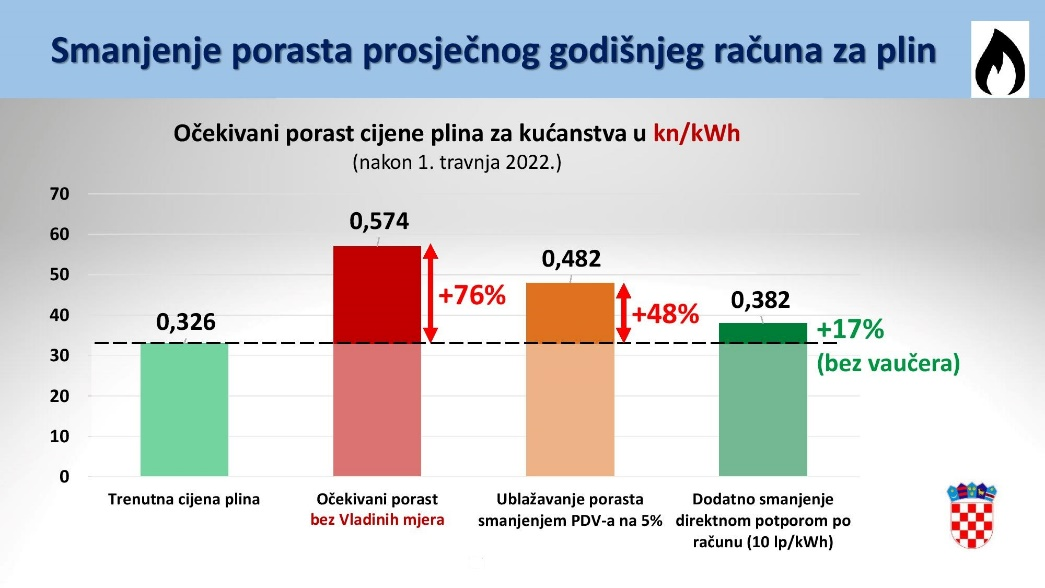 Smanjenje porasta prosječnog godišnjeg računa za plin
Očekivani porast cijene plina za kućanstva u kn/kWh
(nakon 1. travnja 2022.)
70
60
50
40
30
20
10
0
0,326
0,574
+76%
0,482
+48%
0,382
+17%
(bez vaučera)
Trenutna cijena plina
Očekivani porast
bez Vladinih mjera
Ublažavanje porasta
smanjenjem PDV-a na 5%
Dodatno smanjenje
direktnom potporom po
računu (10 lp/kWh)